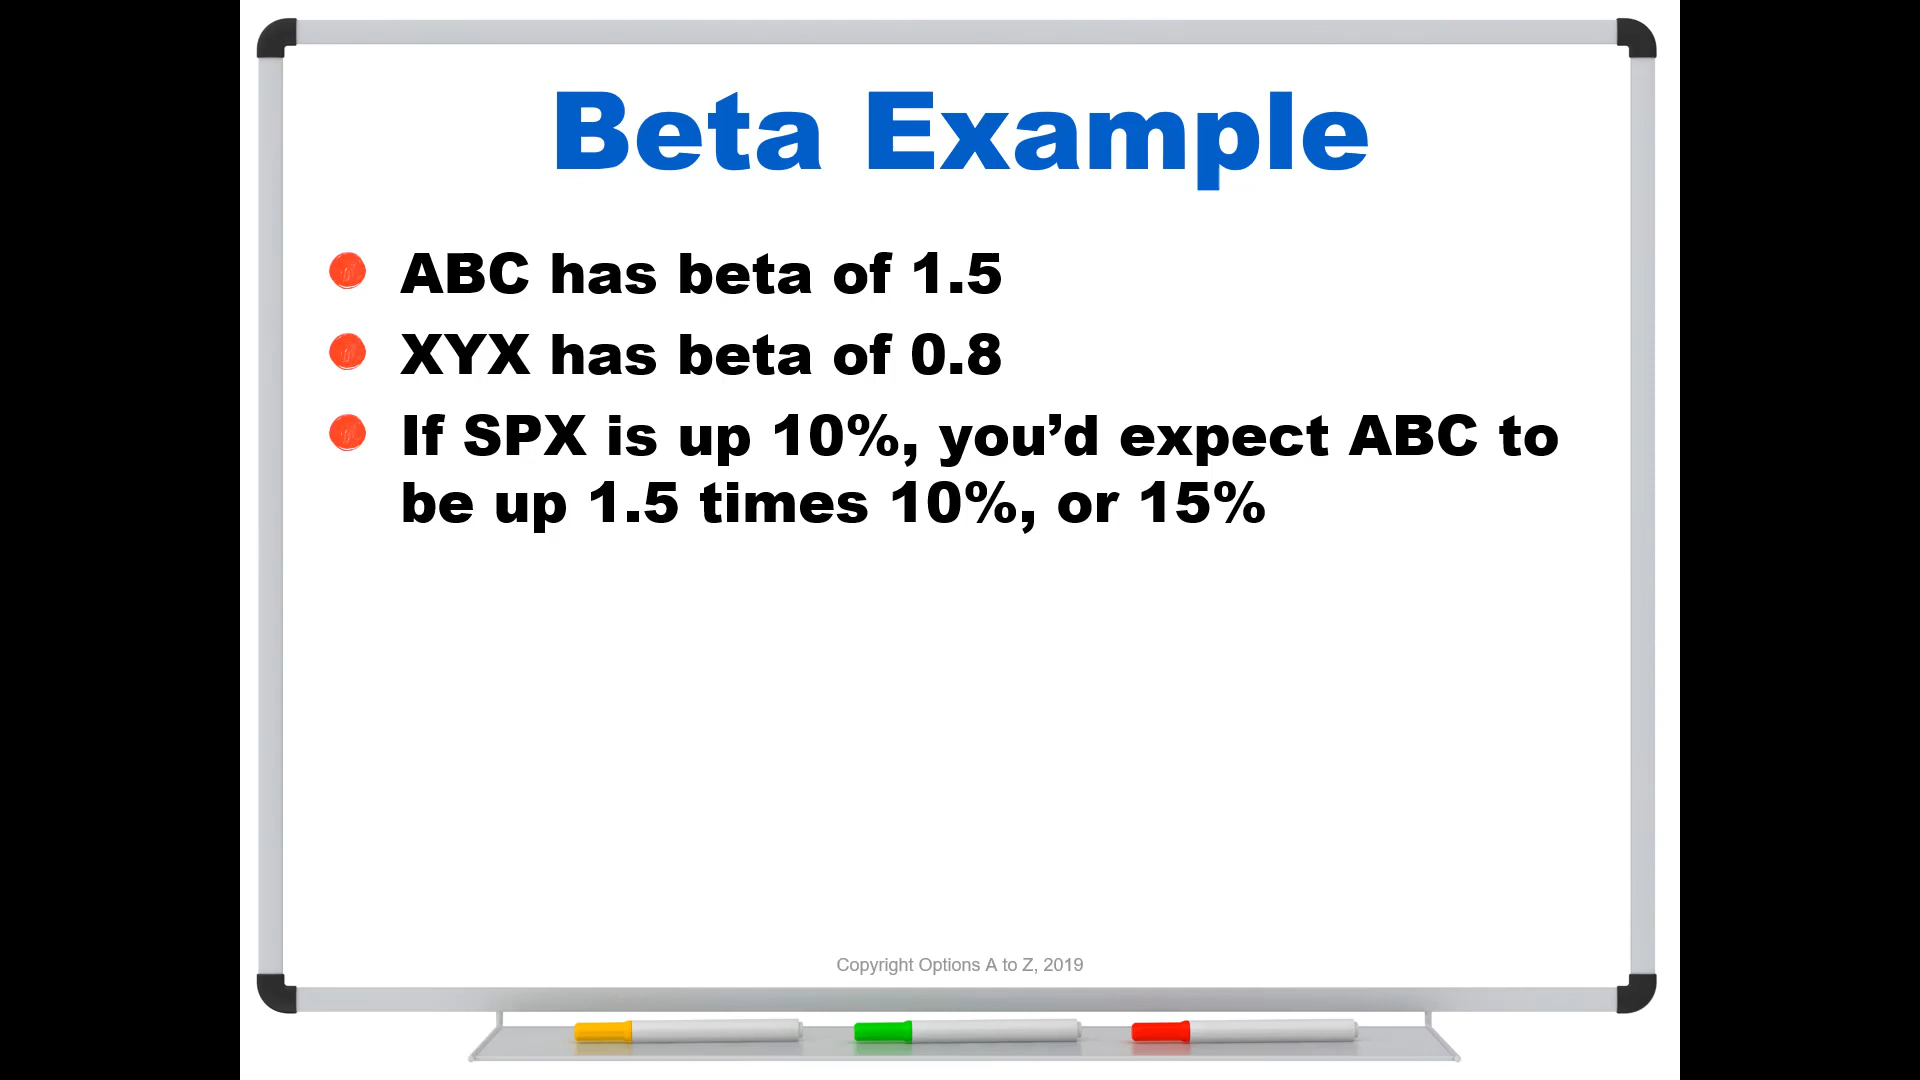 Beta Example
ABC has beta of 1.5
XYX has beta of 0.8
If SPX is up 10%, you’d expect ABC to
be up 1.5 times 10%, or 15%
Copyright Options A to Z, 2019